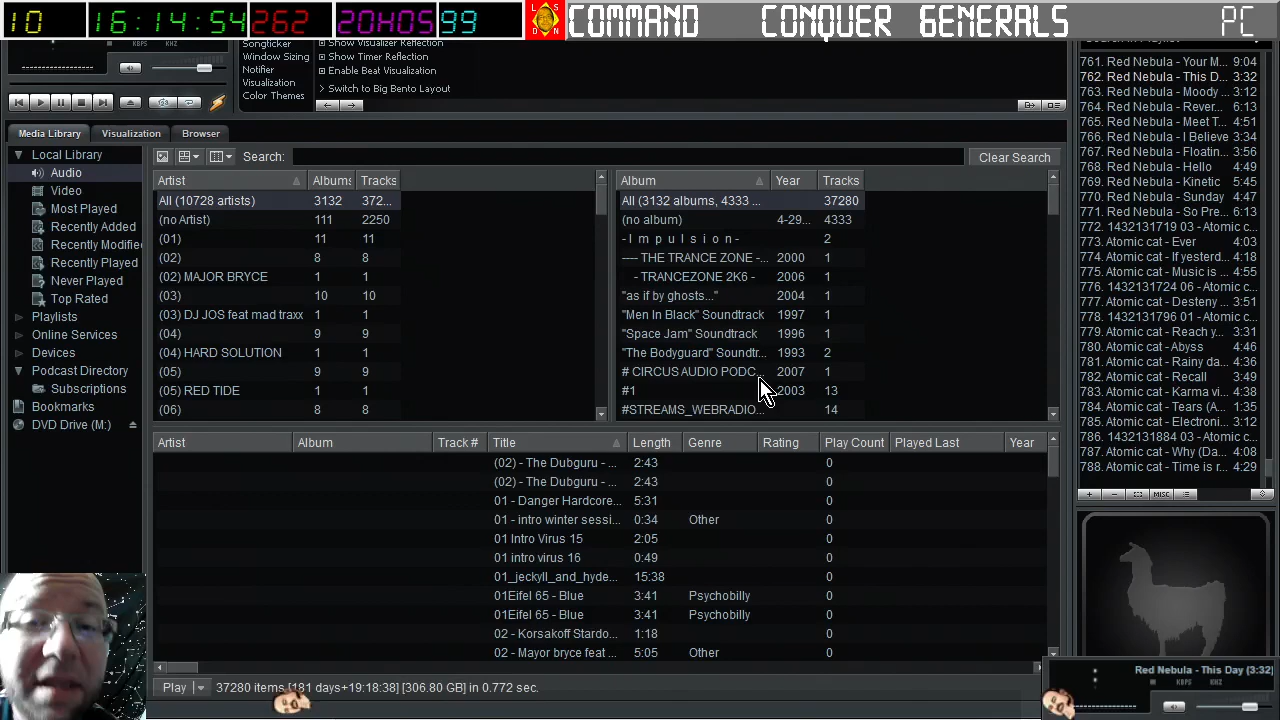 10 16:14:54 262 20H05 99 COMMAND CONQUER GENERALS PC
KBPS KHZ
Songticker
Window Sizing
Notifier
Visualization
Color Themes
Show Visualizer Reflection
Show Timer Reflection
Enable Beat Visualization
Switch to Big Bento Layout
Media Library Visualization Browser
Local Library
Audio
Video
Most Played
Recently Added
Recently Modifie
Recently Played
Never Played
Top Rated
Playlists
Online Services
Devices
Podcast Directory
Subscriptions
Bookmarks
DVD Drive (M:)
Search: Clear Search
Artist Albums Tracks
All (10728 artists) 3132 372...
(no Artist) 111 2250
(01) 11 11
(02) 8 8
(02) MAJOR BRYCE 1 1
(03) 10 10
(03) DJ JOS feat mad traxx 1 1
(04) 9 9
(04) HARD SOLUTION 1 1
(05) 9 9
(05) RED TIDE 1 1
(06) 8 8
Album Year Tracks
All (3132 albums, 4333 ... 37280
(no album) 4-29... 4333
- I m p u l s i o n - 2
---- THE TRANCE ZONE -... 2000 1
- TRANCEZONE 2K6 - 2006 1
"as if by ghosts..." 2004 1
"Men In Black" Soundtrack 1997 1
"Space Jam" Soundtrack 1996 1
"The Bodyguard" Soundtr... 1993 2
# CIRCUS AUDIO PODC... 2007 1
#1 2003 13
#STREAMS_WEBRADIO... 14
Artist Album Track # Title Length Genre Rating Play Count Played Last Year
(02) - The Dubguru - ... 2:43 0
(02) - The Dubguru - ... 2:43 0
01 - Danger Hardcore... 5:31 0
01 - intro winter sessi... 0:34 Other 0
01 Intro Virus 15 2:05 0
01 intro virus 16 0:49 0
01_jeckyll_and_hyde... 15:38 0
01Eifel 65 - Blue 3:41 Psychobilly 0
01Eifel 65 - Blue 3:41 Psychobilly 0
02 - Korsakoff Stardo... 1:18 0
02 - Mayor bryce feat ... 5:05 Other 0
Play 37280 items [181 days+19:18:38] [306.80 GB] in 0.772 sec.
761. Red Nebula - Your M... 9:04
762. Red Nebula - This D... 3:32
763. Red Nebula - Moody ... 3:12
764. Red Nebula - Rever... 6:13
765. Red Nebula - Meet T... 4:51
766. Red Nebula - I Believe 3:34
767. Red Nebula - Floatin... 3:56
768. Red Nebula - Hello 4:49
769. Red Nebula - Kinetic 5:45
770. Red Nebula - Sunday 4:47
771. Red Nebula - So Pre... 6:13
772. 1432131719 03 - Atomic c...
773. Atomic cat - Ever 4:03
774. Atomic cat - If yesterd... 4:18
775. Atomic cat - Music is ... 4:55
776. 1432131724 06 - Atomic c...
777. Atomic cat - Desteny 3:51
778. 1432131796 01 - Atomic c...
779. Atomic cat - Reach y... 3:31
780. Atomic cat - Abyss 4:46
781. Atomic cat - Rainy da... 4:36
782. Atomic cat - Recall 3:49
783. Atomic cat - Karma vi... 4:38
784. Atomic cat - Tears (A... 1:35
785. Atomic cat - Electroni... 3:12
786. 1432131884 03 - Atomic c...
787. Atomic cat - Why (Da... 4:08
788. Atomic cat - Time is r... 4:29
+ - MISC
Red Nebula - This Day (3:32)
KBPS KHZ